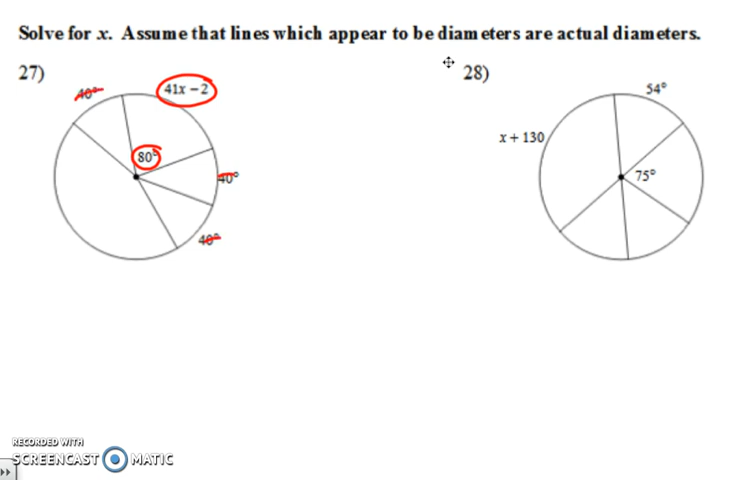 Solve for x. Assume that lines which appear to be diameters are actual diameters.
27)
40°
41x – 2
80°
40°
40°
28)
54°
x + 130
75°
RECORDED WITH
SCREENCAST MATIC